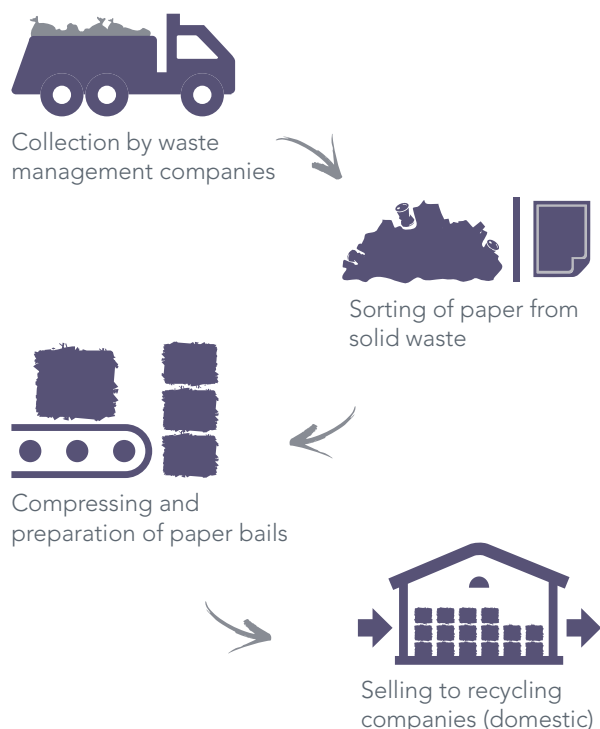 Collection by waste
management companies
Sorting of paper from
solid waste
Compressing and
preparation of paper bails
Selling to recycling
companies (domestic)